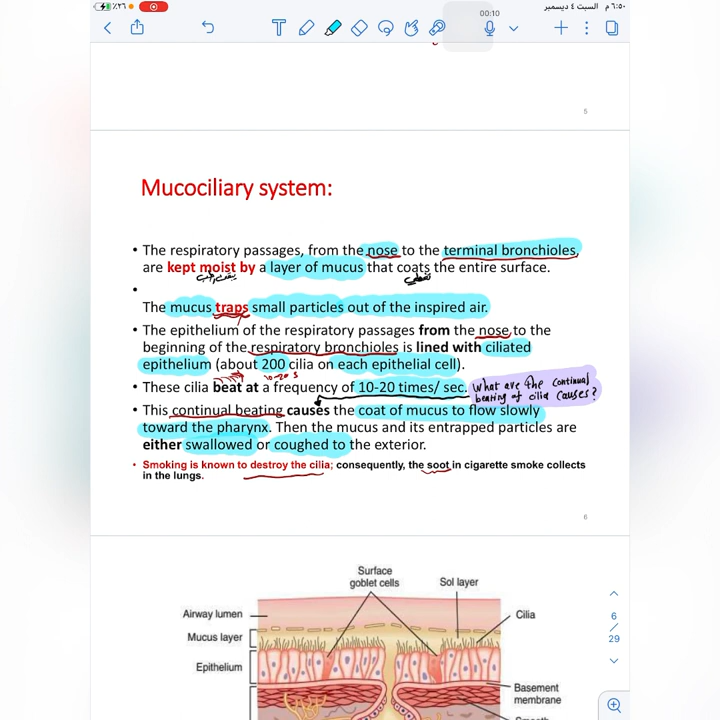 ٪٢٦
٦:٥٠ م السبت ٤ ديسمبر
00:10
5
Mucociliary system:
• The respiratory passages, from the nose to the terminal bronchioles,
are kept moist by a layer of mucus that coats the entire surface.
•
The mucus traps small particles out of the inspired air.
• The epithelium of the respiratory passages from the nose to the
beginning of the respiratory bronchioles is lined with ciliated
epithelium (about 200 cilia on each epithelial cell).
• These cilia beat at a frequency of 10-20 times/ sec.
What are the continual
beating of cilia causes?
• This continual beating causes the coat of mucus to flow slowly
toward the pharynx. Then the mucus and its entrapped particles are
either swallowed or coughed to the exterior.
• Smoking is known to destroy the cilia; consequently, the soot in cigarette smoke collects
in the lungs.
6
Surface
goblet cells
Sol layer
Airway lumen
Cilia
Mucus layer
Epithelium
Basement
membrane
6
/
29